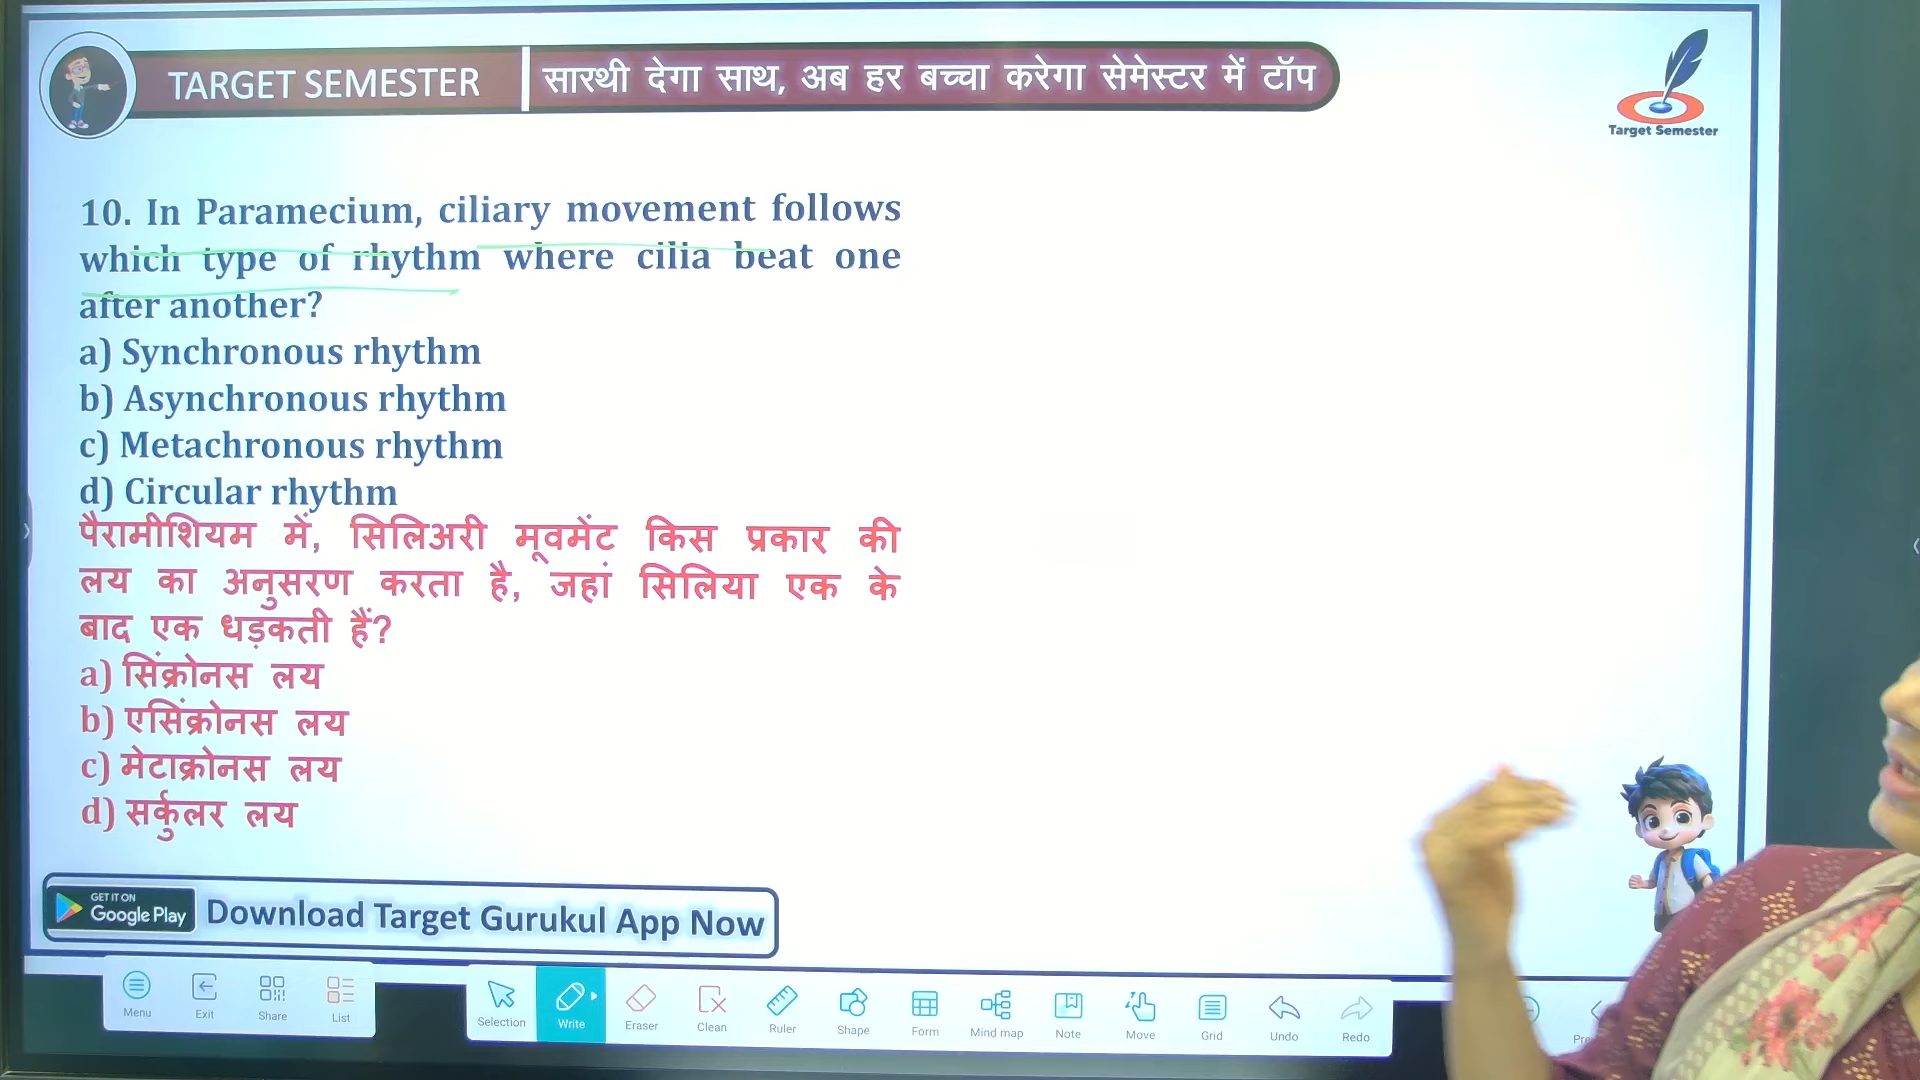 TARGET SEMESTER
सारथी देगा साथ, अब हर बच्चा करेगा सेमेस्टर में टॉप
Target Semester
10. In Paramecium, ciliary movement follows
which type of rhythm where cilia beat one
after another?
a) Synchronous rhythm
b) Asynchronous rhythm
c) Metachronous rhythm
d) Circular rhythm
पैरामीशियम में, सिलिअरी मूवमेंट किस प्रकार की
लय का अनुसरण करता है, जहां सिलिया एक के
बाद एक धड़कती हैं?
a) सिंक्रोनस लय
b) एसिंक्रोनस लय
c) मेटाक्रोनस लय
d) सर्कुलर लय
GET IT ON
Google Play
Download Target Gurukul App Now
Menu Exit Share List Selection Write Eraser Clean Ruler Shape Form Mind map Note Move Grid Undo Redo